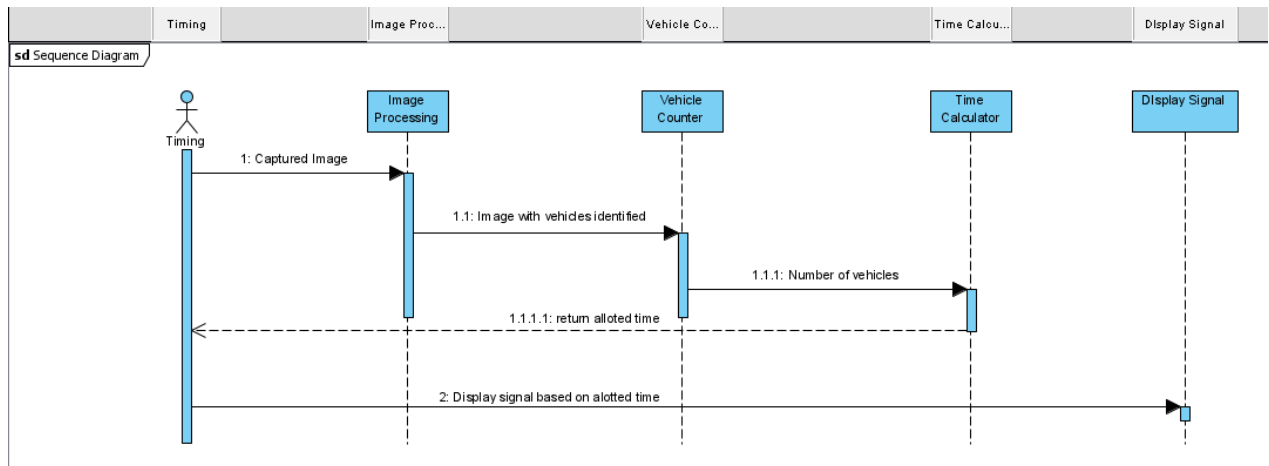 Timing
Image Proc...
Vehicle Co...
Time Calcu...
DIsplay Signal
sd Sequence Diagram
Image
Processing
Vehicle
Counter
Time
Calculator
DIsplay Signal
Timing
1: Captured Image
1.1: Image with vehicles identified
1.1.1: Number of vehicles
1.1.1.1: return alloted time
2: Display signal based on alotted time